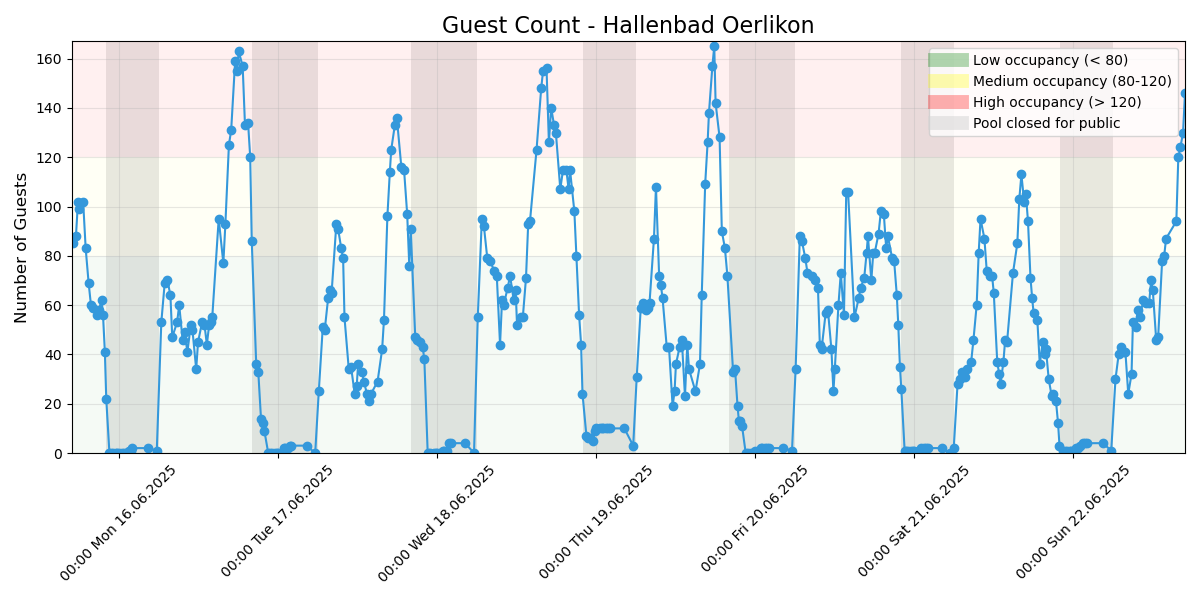 Guest Count - Hallenbad Oerlikon
Number of Guests
160
140
120
100
80
60
40
20
0
Low occupancy (< 80)
Medium occupancy (80-120)
High occupancy (> 120)
Pool closed for public
00:00 Mon 16.06.2025
00:00 Tue 17.06.2025
00:00 Wed 18.06.2025
00:00 Thu 19.06.2025
00:00 Fri 20.06.2025
00:00 Sat 21.06.2025
00:00 Sun 22.06.2025